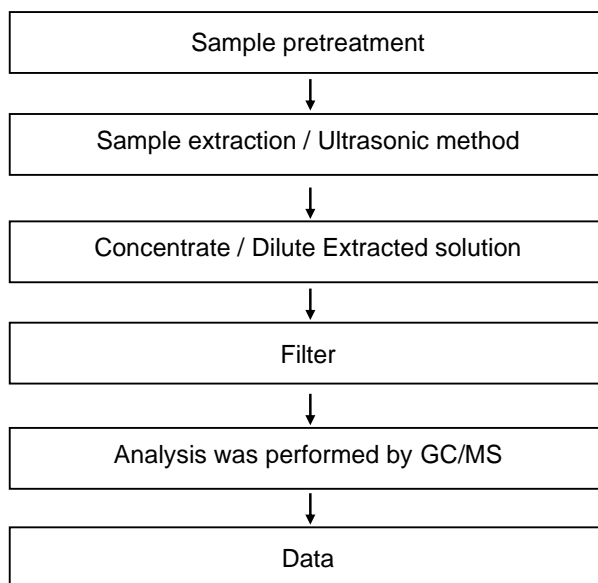 Sample pretreatment
Sample extraction / Ultrasonic method
Concentrate / Dilute Extracted solution
Filter
Analysis was performed by GC/MS
Data